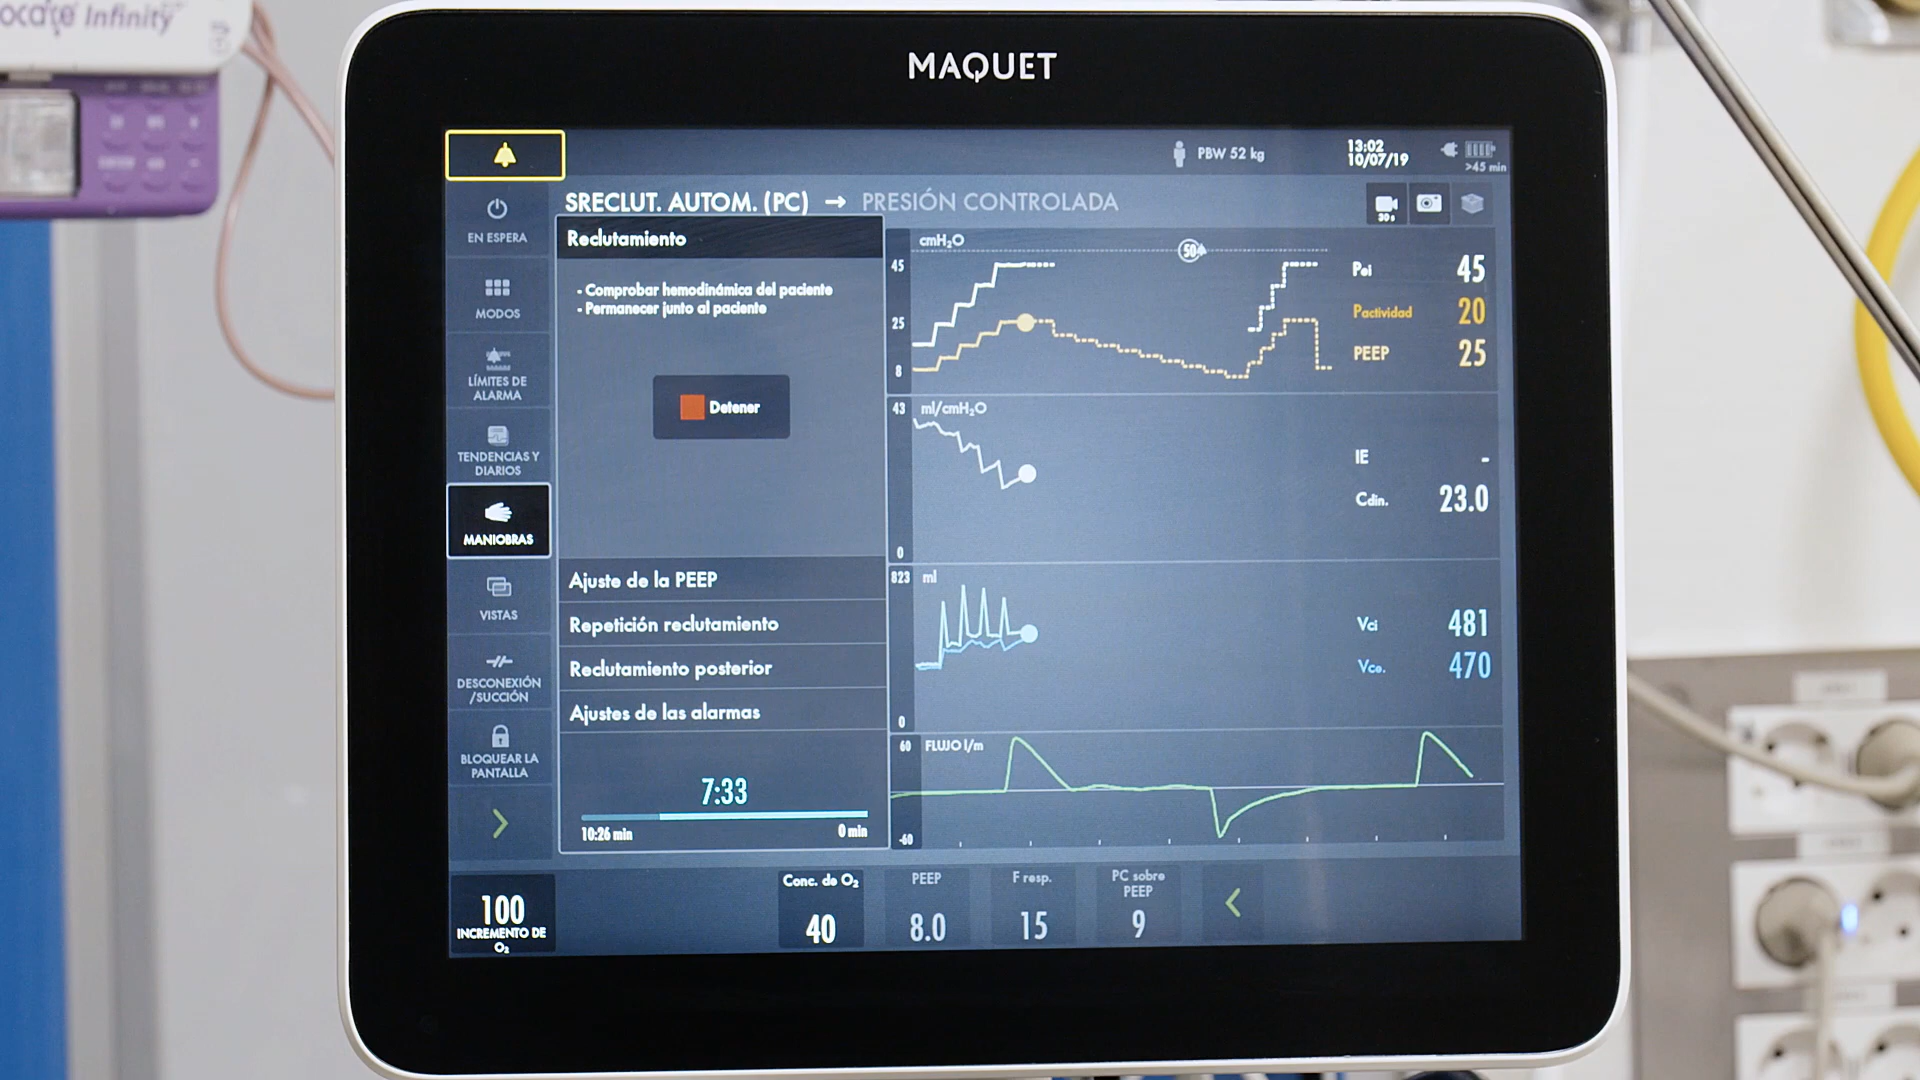 Infinity
MAQUET
PBW 52 kg
13:02
10/07/19
>45 min
SRECLUT. AUTOM. (PC) → PRESIÓN CONTROLADA
30 s
EN ESPERA
MODOS
LÍMITES DE
ALARMA
TENDENCIAS Y
DIARIOS
MANIOBRAS
VISTAS
DESCONEXIÓN
/SUCCIÓN
BLOQUEAR LA
PANTALLA
Reclutamiento
- Comprobar hemodinámica del paciente
- Permanecer junto al paciente
Detener
Ajuste de la PEEP
Repetición reclutamiento
Reclutamiento posterior
Ajustes de las alarmas
7:33
10:26 min 0 min
cmH₂O
50
45
25
8
Pei 45
Pactividad 20
PEEP 25
43 ml/cmH₂O
0
IE -
Cdin. 23.0
823 ml
0
Vci 481
Vce. 470
60 FLUJO l/m
-60
100
INCREMENTO DE
O₂
Conc. de O₂
40
PEEP
8.0
F resp.
15
PC sobre
PEEP
9